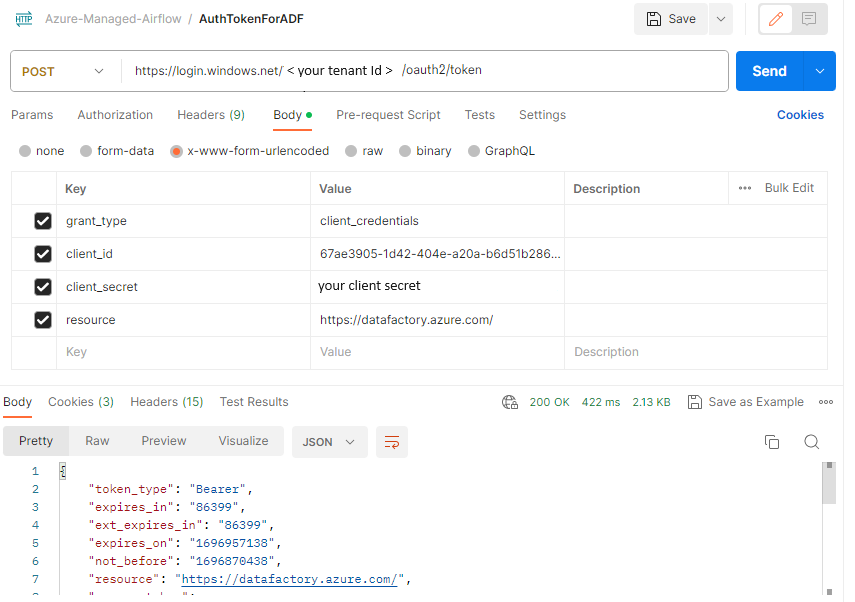 HTTP Azure-Managed-Airflow / AuthTokenForADF Save
POST https://login.windows.net/ < your tenant Id > /oauth2/token Send
Params Authorization Headers (9) Body Pre-request Script Tests Settings Cookies
none form-data x-www-form-urlencoded raw binary GraphQL
Key Value Description ••• Bulk Edit
grant_type client_credentials
client_id 67ae3905-1d42-404e-a20a-b6d51b286...
client_secret your client secret
resource https://datafactory.azure.com/
Key Value Description
Body Cookies (3) Headers (15) Test Results 200 OK 422 ms 2.13 KB Save as Example
Pretty Raw Preview Visualize JSON
1 {
2 "token_type": "Bearer",
3 "expires_in": "86399",
4 "ext_expires_in": "86399",
5 "expires_on": "1696957138",
6 "not_before": "1696870438",
7 "resource": "https://datafactory.azure.com/",